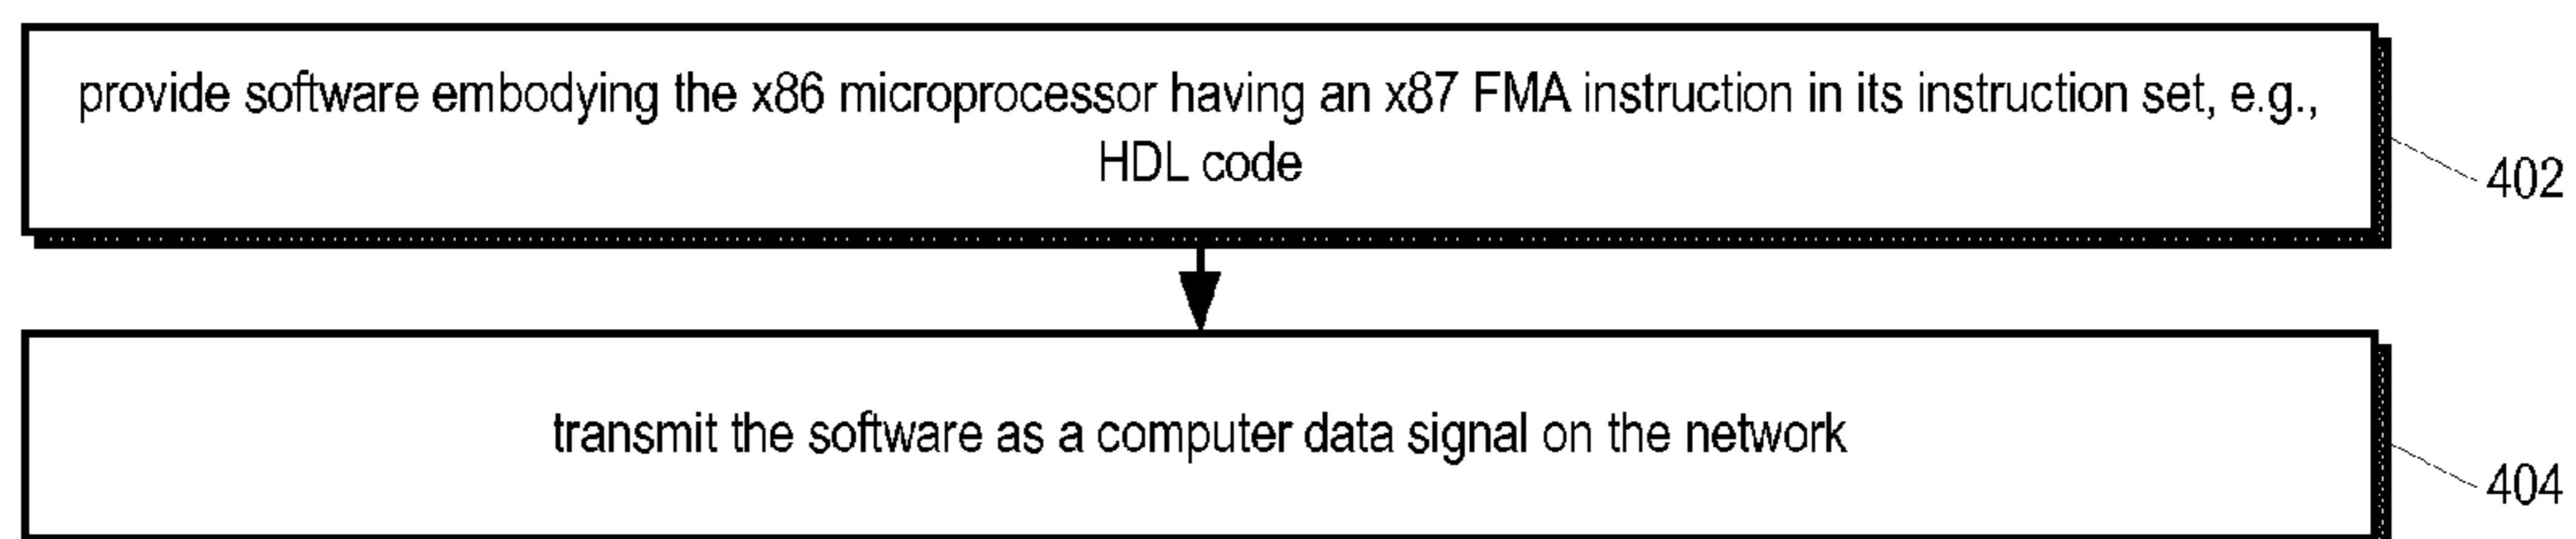 provide software embodying the x86 microprocessor having an x87 FMA instruction in its instruction set, e.g.,
HDL code
402
transmit the software as a computer data signal on the network
404